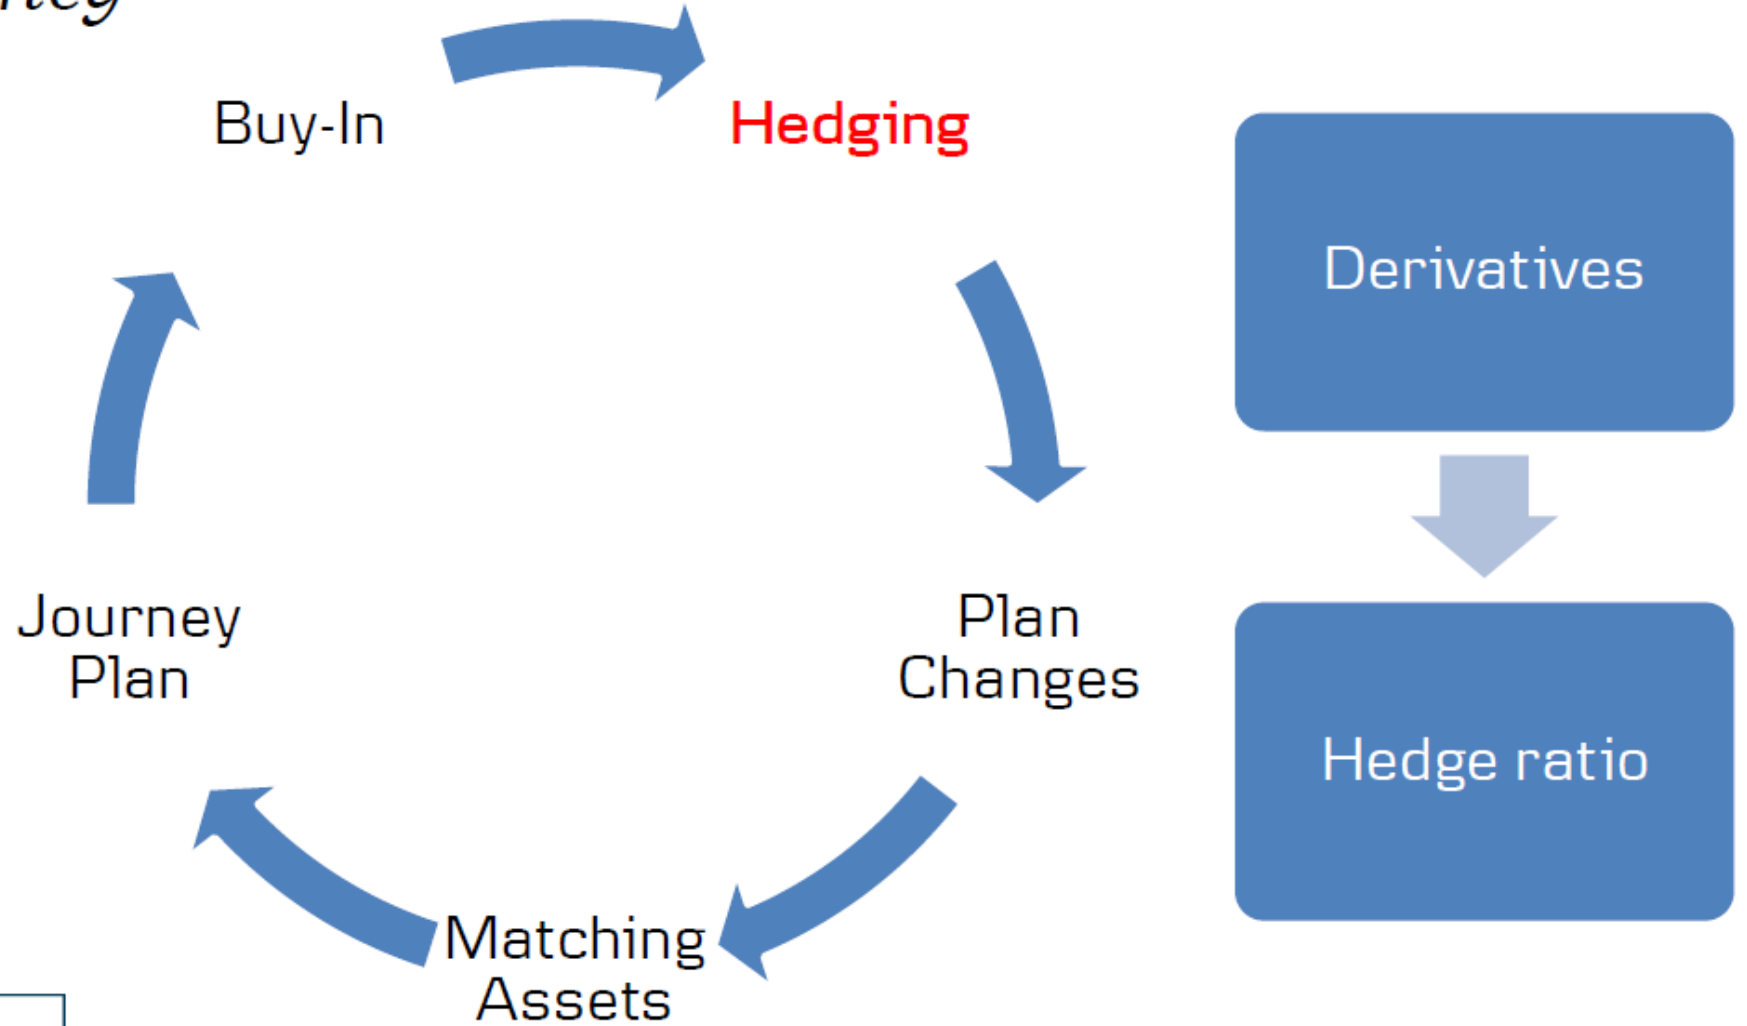 Buy-In
Hedging
Derivatives
Journey
Plan
Plan
Changes
Hedge ratio
Matching
Assets